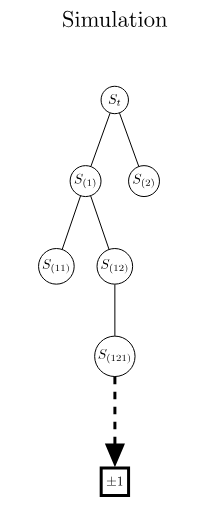 Simulation
S_t
S_(1) S_(2)
S_(11) S_(12)
S_(121)
±1